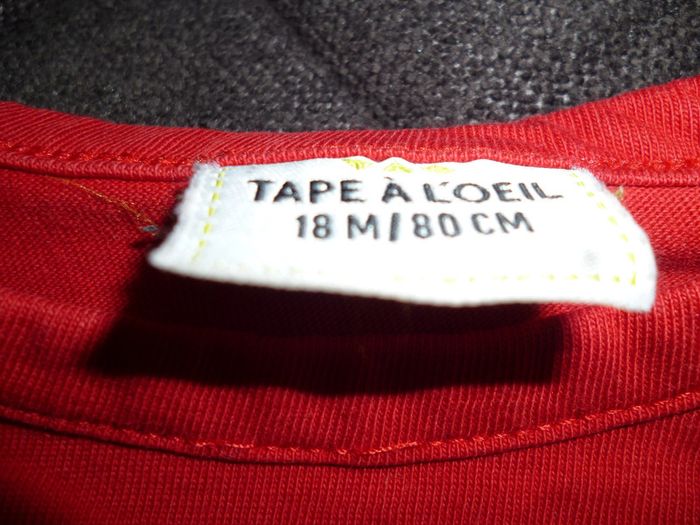 TAPE À L'OEIL
18 M/80 CM